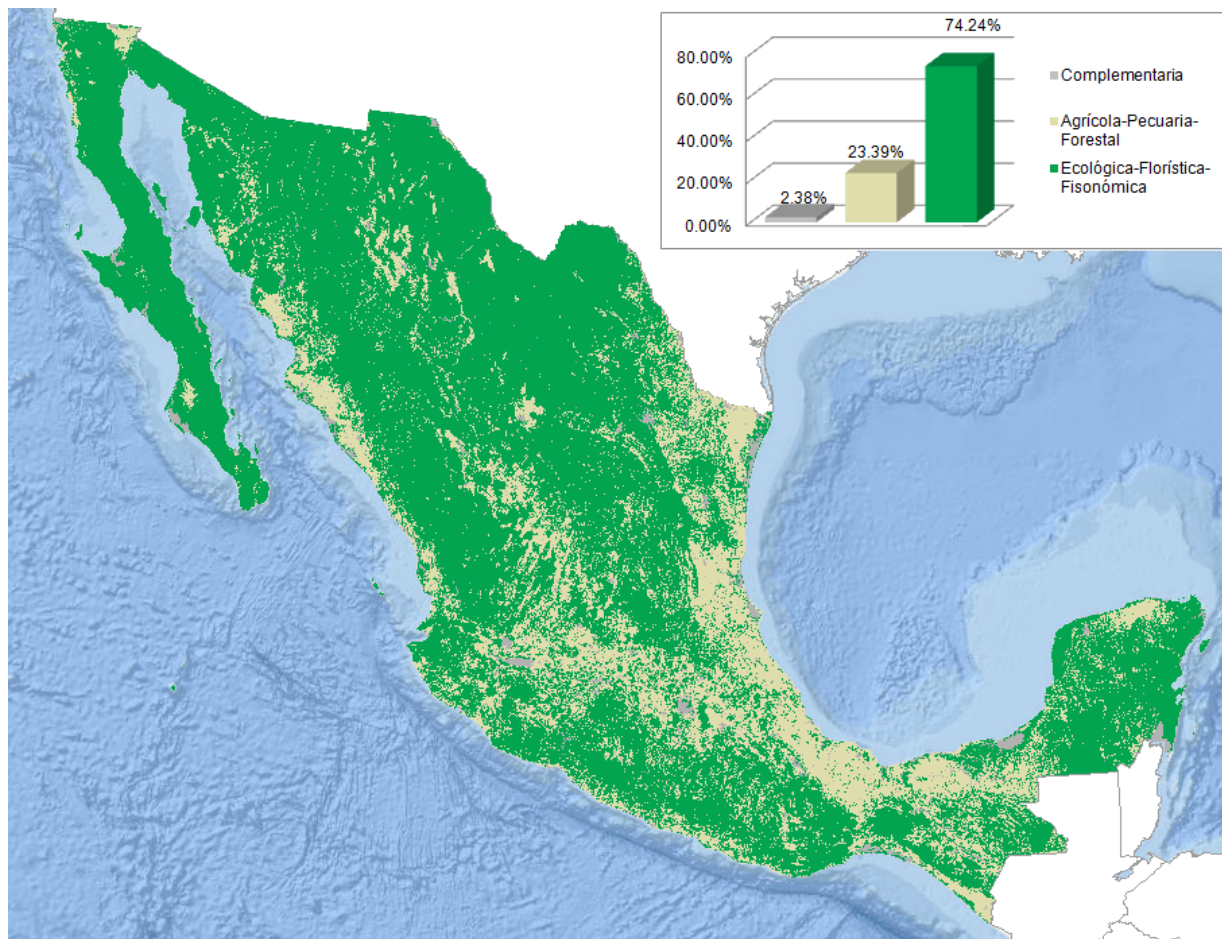 74.24%
80.00%
60.00%
40.00%
20.00%
0.00%
23.39%
2.38%
Complementaria
Agrícola-Pecuaria-
Forestal
Ecológica-Florística-
Fisonómica